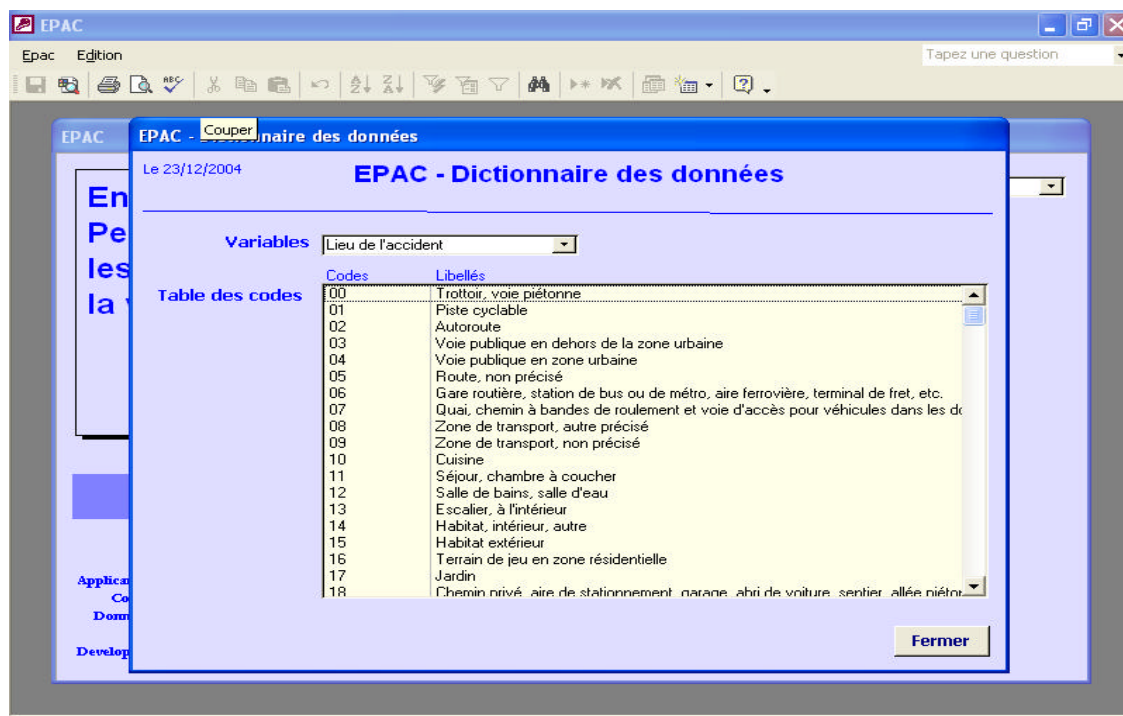 EPAC
Epac Edition
Tapez une question
Couper
EPAC
EPAC - naire des données
Le 23/12/2004
EPAC - Dictionnaire des données
En
Pe
les
la
Variables
Lieu de l'accident
Codes Libellés
Table des codes
00 Trottoir, voie piétonne
01 Piste cyclable
02 Autoroute
03 Voie publique en dehors de la zone urbaine
04 Voie publique en zone urbaine
05 Route, non précisé
06 Gare routière, station de bus ou de métro, aire ferrovière, terminal de fret, etc.
07 Quai, chemin à bandes de roulement et voie d'accès pour véhicules dans les
08 Zone de transport, autre précisé
09 Zone de transport, non précisé
10 Cuisine
11 Séjour, chambre à coucher
12 Salle de bains, salle d'eau
13 Escalier, à l'intérieur
14 Habitat, intérieur, autre
15 Habitat extérieur
16 Terrain de jeu en zone résidentielle
17 Jardin
18 Chemin privé, aire de stationnement, garage, abri de voiture, sentier, allée
Applica
Co
Donn
Develop
Fermer